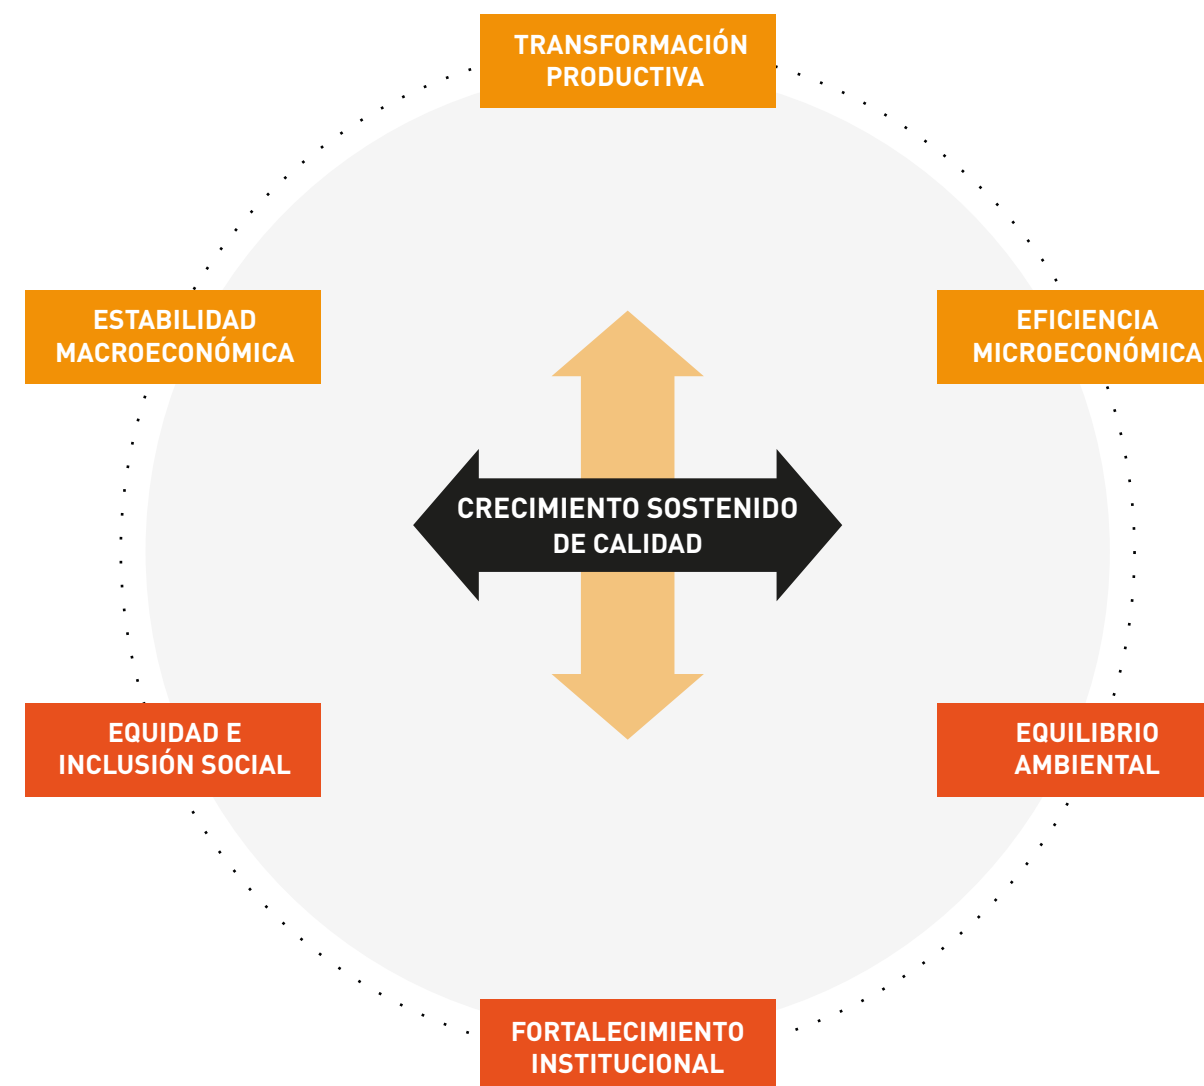 TRANSFORMACIÓN
PRODUCTIVA
ESTABILIDAD
MACROECONÓMICA
EFICIENCIA
MICROECONÓMICA
CRECIMIENTO SOSTENIDO
DE CALIDAD
EQUIDAD E
INCLUSIÓN SOCIAL
EQUILIBRIO
AMBIENTAL
FORTALECIMIENTO
INSTITUCIONAL